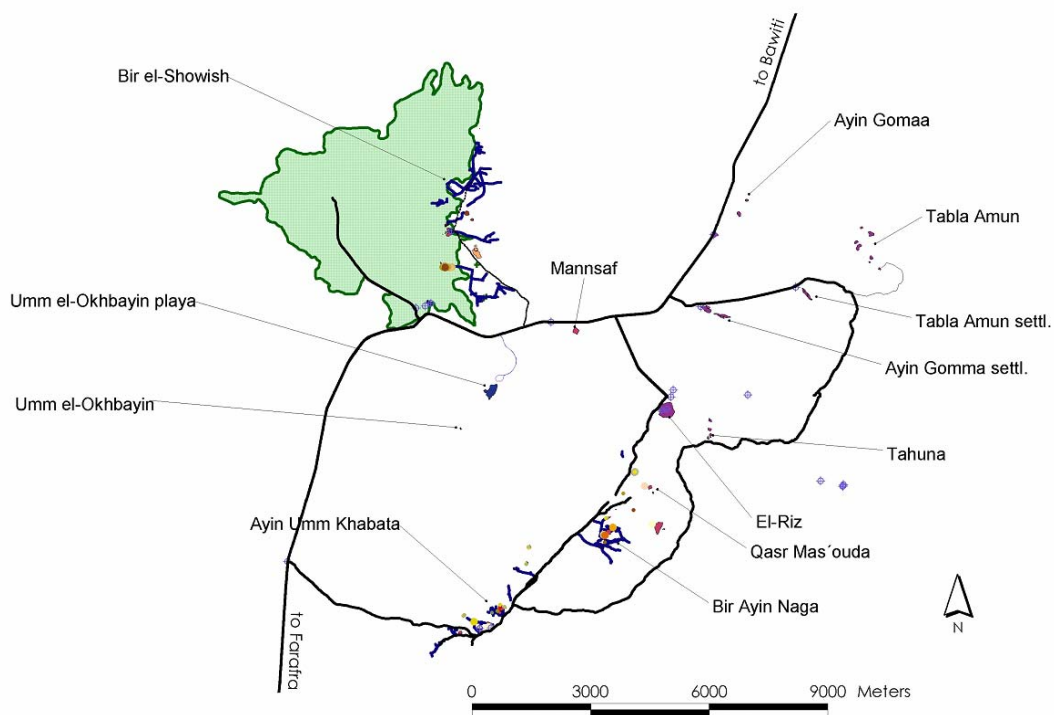 to Bawiti
Bir el-Showish
Ayin Gomaa
Tabla Amun
Mannsaf
Umm el-Okhbayin playa
Tabla Amun settl.
Ayin Gomma settl.
Umm el-Okhbayin
Tahuna
El-Riz
Ayin Umm Khabata
Qasr Mas´ouda
Bir Ayin Naga
to Farafra
N
0 3000 6000 9000 Meters